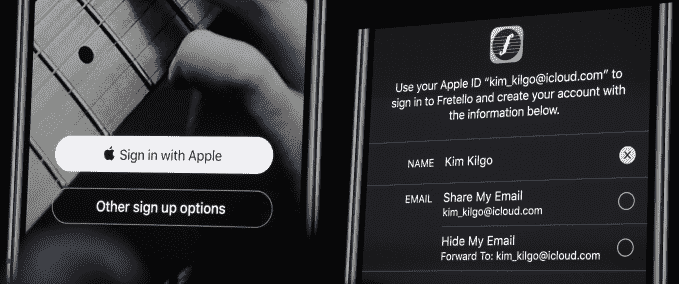 Sign in with Apple
Other sign up options
Use your Apple ID “kim_kilgo@icloud.com” to
sign in to Fretello and create your account with
the information below.
NAME Kim Kilgo
EMAIL Share My Email
kim_kilgo@icloud.com
Hide My Email
Forward To: kim_kilgo@icloud.com